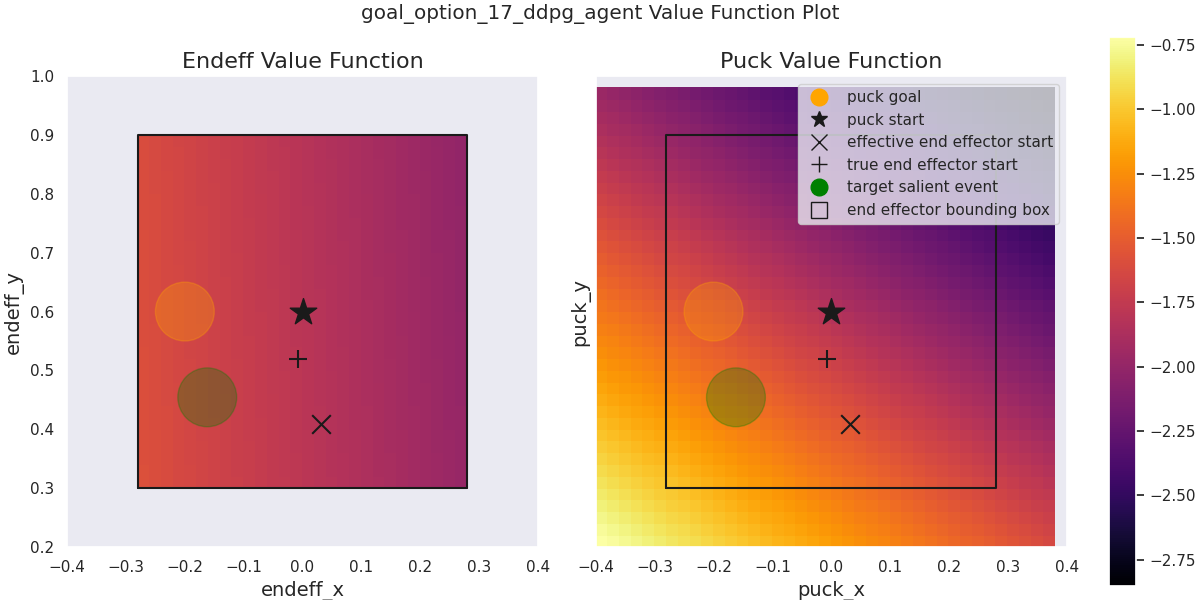 goal_option_17_ddpg_agent Value Function Plot
Endeff Value Function
1.0
0.9
0.8
0.7
0.6
0.5
0.4
0.3
0.2
endeff_y
−0.4 −0.3 −0.2 −0.1 0.0 0.1 0.2 0.3 0.4
endeff_x
Puck Value Function
puck goal
puck start
effective end effector start
true end effector start
target salient event
end effector bounding box
puck_y
−0.4 −0.3 −0.2 −0.1 0.0 0.1 0.2 0.3 0.4
puck_x
−0.75
−1.00
−1.25
−1.50
−1.75
−2.00
−2.25
−2.50
−2.75